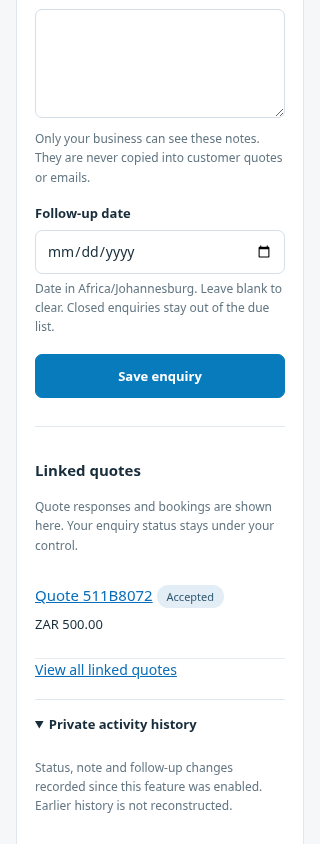 Only your business can see these notes.
They are never copied into customer quotes
or emails.
Follow-up date
mm/dd/yyyy
Date in Africa/Johannesburg. Leave blank to
clear. Closed enquiries stay out of the due
list.
Save enquiry
Linked quotes
Quote responses and bookings are shown
here. Your enquiry status stays under your
control.
Quote 511B8072 Accepted
ZAR 500.00
View all linked quotes
Private activity history
Status, note and follow-up changes
recorded since this feature was enabled.
Earlier history is not reconstructed.